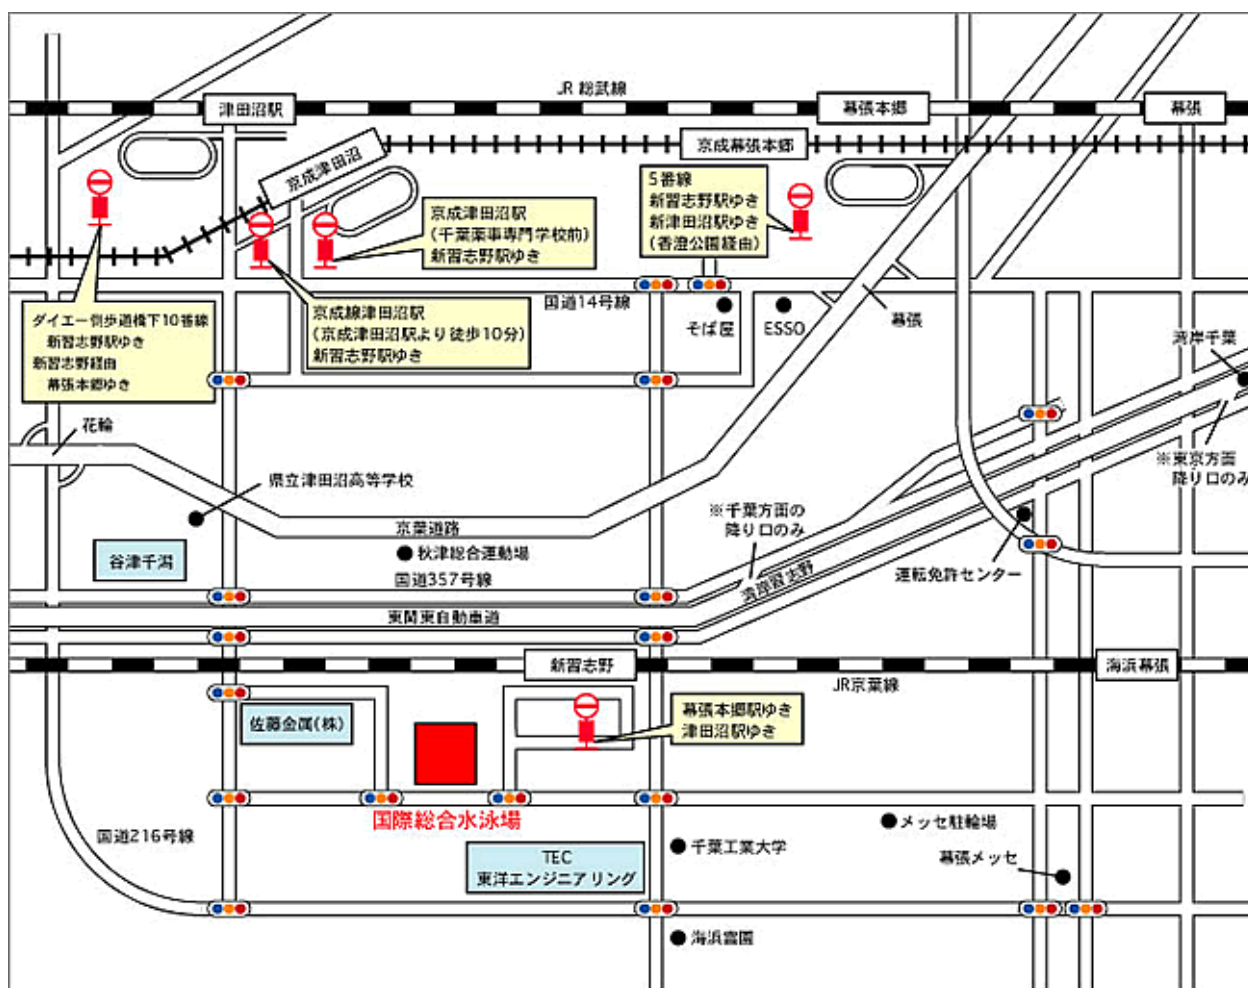 JR 総武線
津田沼駅
幕張本郷
幕張
京成幕張本郷
京成津田沼
5番線
新習志野駅ゆき
新津田沼駅ゆき
(香澄公園経由)
京成津田沼駅
(千葉薬事専門学校前)
新習志野駅ゆき
国道14号線
京成線津田沼駅
(京成津田沼駅より徒歩10分)
新習志野駅ゆき
ダイエー側歩道橋下10番線
新習志野駅ゆき
新習志野経由
幕張本郷ゆき
そば屋
ESSO
幕張
湾岸千葉
花輪
※東京方面
降り口のみ
県立津田沼高等学校
※千葉方面の
降り口のみ
京葉道路
谷津干潟
秋津総合運動場
国道357号線
湾岸習志野
運転免許センター
東関東自動車道
新習志野
海浜幕張
JR京葉線
佐藤金属(株)
幕張本郷駅ゆき
津田沼駅ゆき
国際総合水泳場
国道216号線
メッセ駐輪場
千葉工業大学
幕張メッセ
TEC
東洋エンジニアリング
海浜霊園